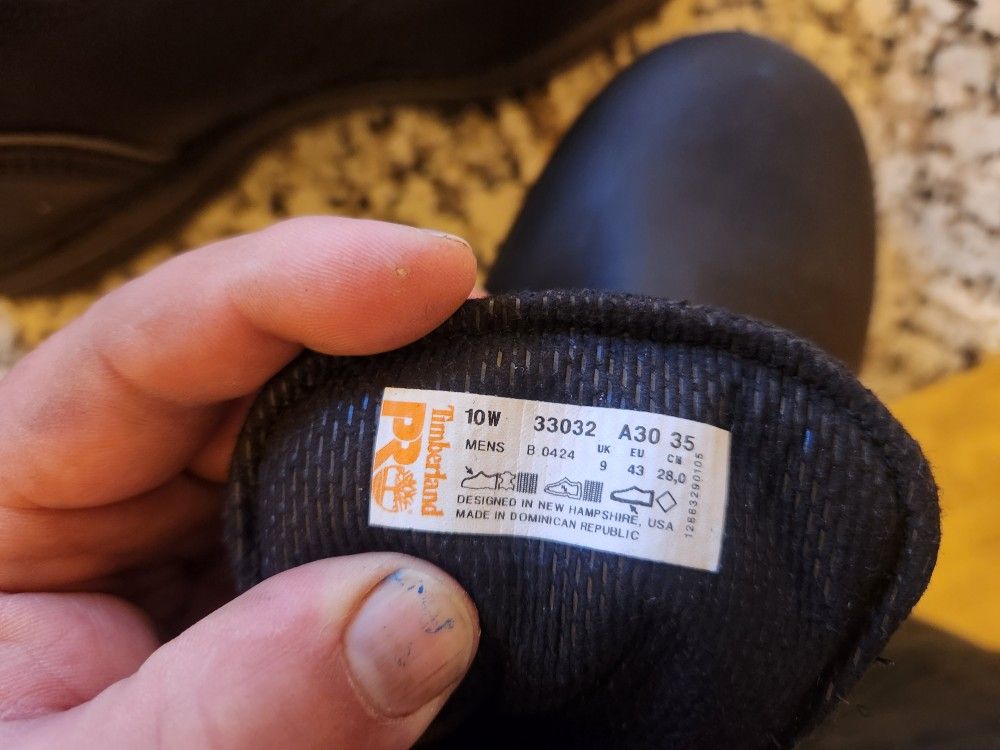 Timberland
PRO
10W 33032 A30 35
MENS B 0424 UK EU CM
9 43 28,0
DESIGNED IN NEW HAMPSHIRE, USA
MADE IN DOMINICAN REPUBLIC
12883290105